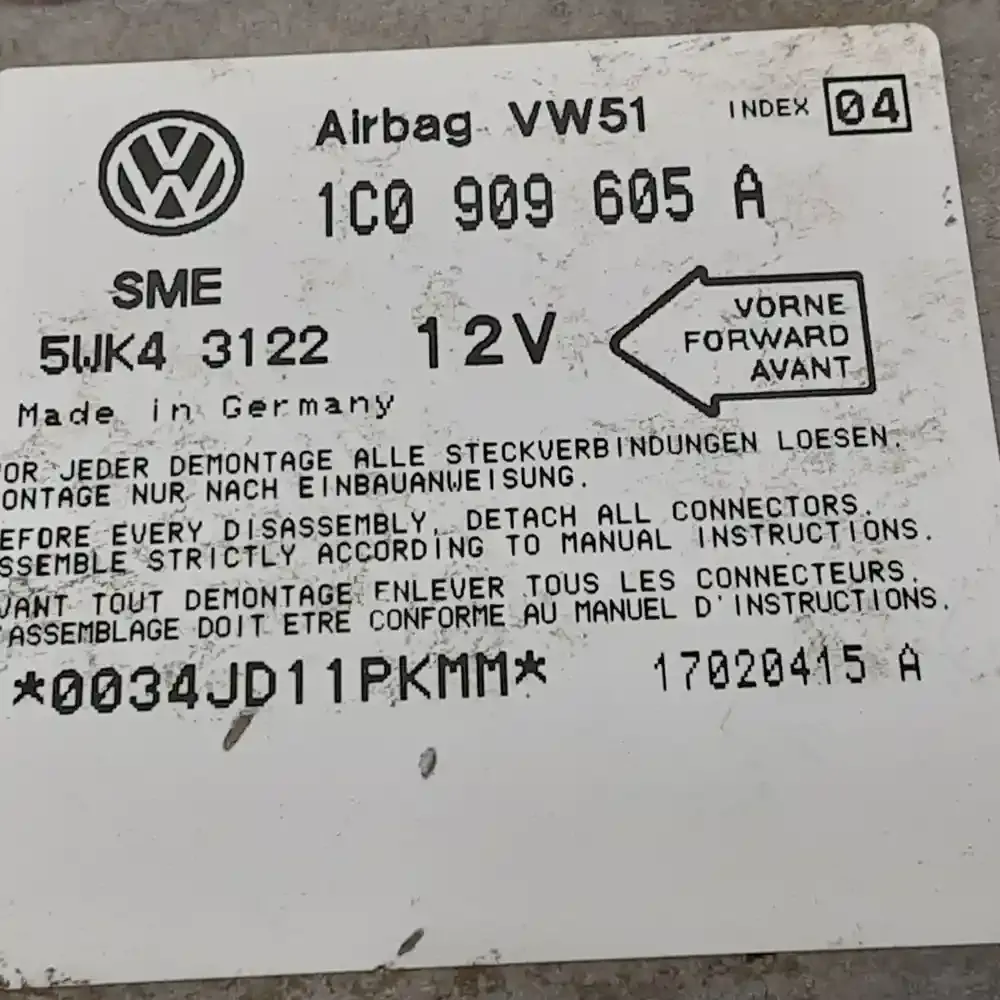 Airbag VW51 INDEX 04
1C0 909 605 A
SME
5WK4 3122 12V
VORNE
FORWARD
AVANT
Made in Germany
OR JEDER DEMONTAGE ALLE STECKVERBINDUNGEN LOESEN.
ONTAGE NUR NACH EINBAUANWEISUNG.
EFORE EVERY DISASSEMBLY, DETACH ALL CONNECTORS.
SSEMBLE STRICTLY ACCORDING TO MANUAL INSTRUCTIONS.
VANT TOUT DEMONTAGE ENLEVER TOUS LES CONNECTEURS.
'ASSEMBLAGE DOIT ETRE CONFORME AU MANUEL D'INSTRUCTIONS.
*0034JD11PKMM* 17020415 A